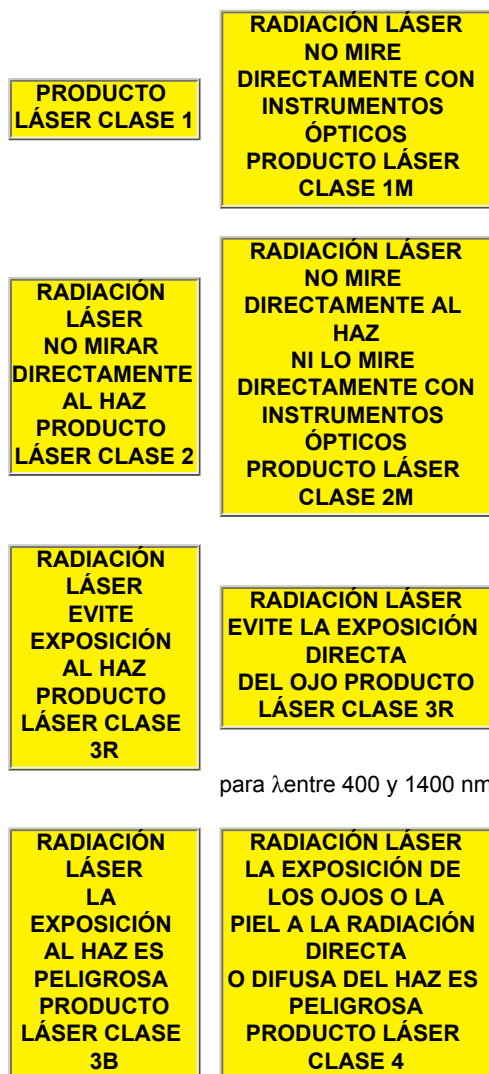 PRODUCTO
LÁSER CLASE 1
RADIACIÓN LÁSER
NO MIRE
DIRECTAMENTE CON
INSTRUMENTOS
ÓPTICOS
PRODUCTO LÁSER
CLASE 1M
RADIACIÓN
LÁSER
NO MIRAR
DIRECTAMENTE
AL HAZ
PRODUCTO
LÁSER CLASE 2
RADIACIÓN LÁSER
NO MIRE
DIRECTAMENTE AL
HAZ
NI LO MIRE
DIRECTAMENTE CON
INSTRUMENTOS
ÓPTICOS
PRODUCTO LÁSER
CLASE 2M
RADIACIÓN
LÁSER
EVITE
EXPOSICIÓN
AL HAZ
PRODUCTO
LÁSER CLASE
3R
RADIACIÓN LÁSER
EVITE LA EXPOSICIÓN
DIRECTA
DEL OJO PRODUCTO
LÁSER CLASE 3R
para λentre 400 y 1400 nm
RADIACIÓN
LÁSER
LA
EXPOSICIÓN
AL HAZ ES
PELIGROSA
PRODUCTO
LÁSER CLASE
3B
RADIACIÓN LÁSER
LA EXPOSICIÓN DE
LOS OJOS O LA
PIEL A LA RADIACIÓN
DIRECTA
O DIFUSA DEL HAZ ES
PELIGROSA
PRODUCTO LÁSER
CLASE 4